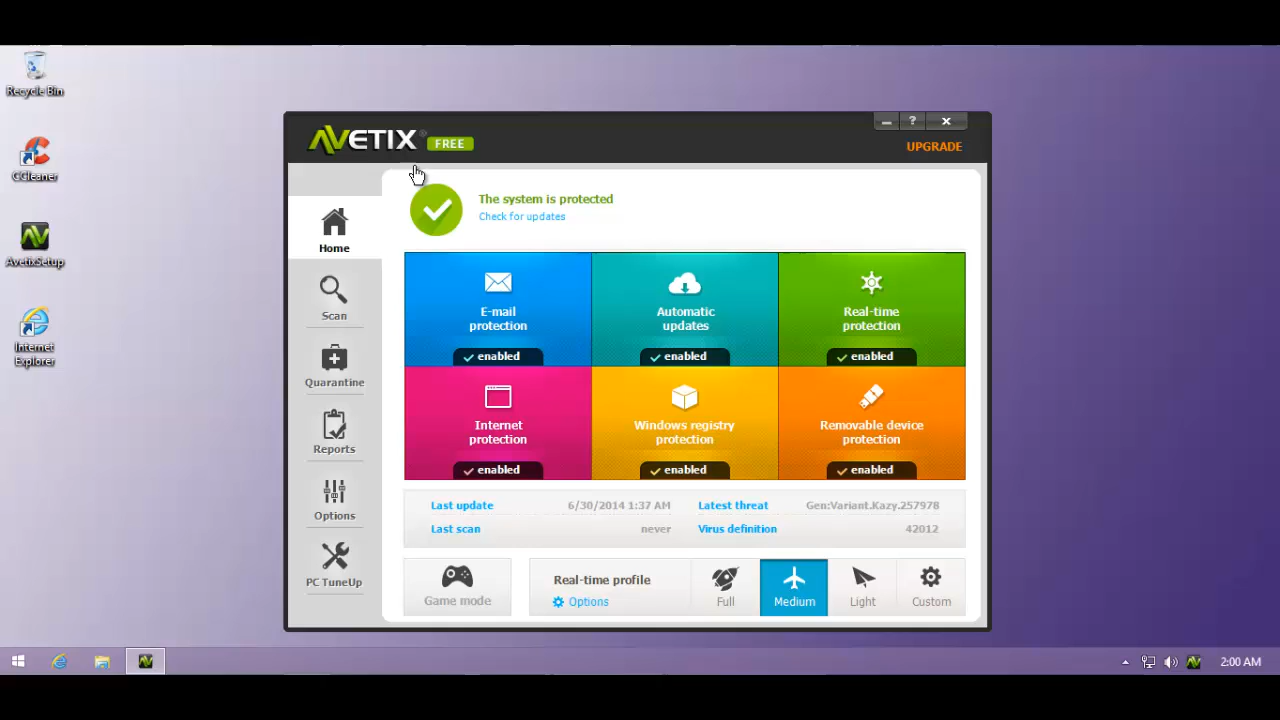 Recycle Bin
CCleaner
AvetixSetup
Internet
Explorer
AVETIX® FREE
?
UPGRADE
The system is protected
Check for updates
Home
Scan
Quarantine
Reports
Options
PC TuneUp
E-mail
protection
enabled
Automatic
updates
enabled
Real-time
protection
enabled
Internet
protection
enabled
Windows registry
protection
enabled
Removable device
protection
enabled
Last update 6/30/2014 1:37 AM Latest threat Gen:Variant.Kazy.257978
Last scan never Virus definition 42012
Game mode
Real-time profile
Options
Full
Medium
Light
Custom
2:00 AM